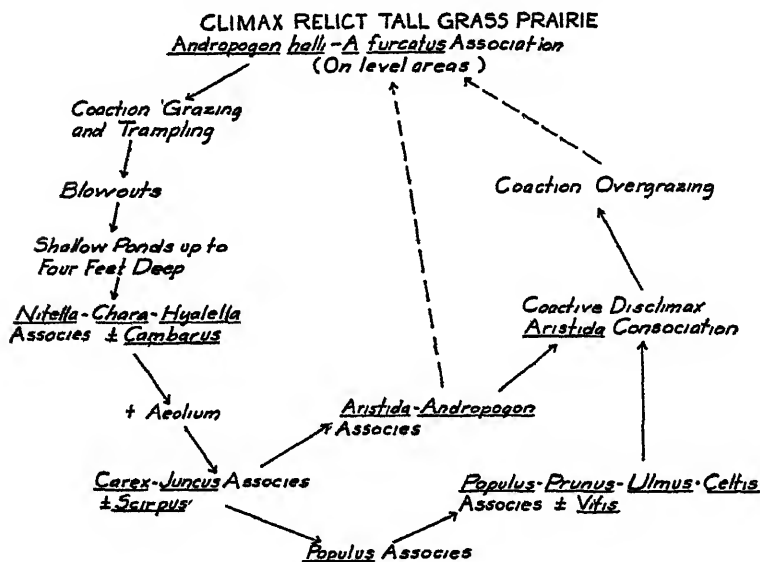 CLIMAX RELICT TALL GRASS PRAIRIE
Andropogon halli - A furcatus Association
(On level areas)
Coaction Grazing
and Trampling
Blowouts
Shallow Ponds up to
Four Feet Deep
Nitella-Chara-Hyalella
Associes ± Cambarus
+ Aeolium
Carex-Juncus Associes
± Scirpus
Aristida-Andropogon
Associes
Populus Associes
Populus-Prunus-Ulmus-Celtis
Associes ± Vitis
Coactive Disclimax
Aristida Consociation
Coaction Overgrazing